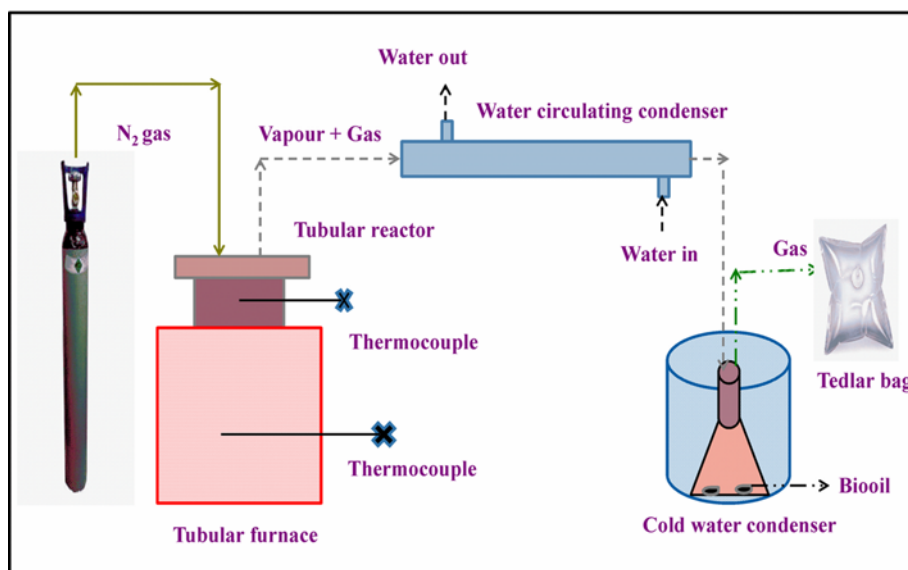 Water out
Water circulating condenser
N₂ gas
Vapour + Gas
Tubular reactor
Water in
Gas
Thermocouple
Tedlar bag
Thermocouple
Biooil
Cold water condenser
Tubular furnace